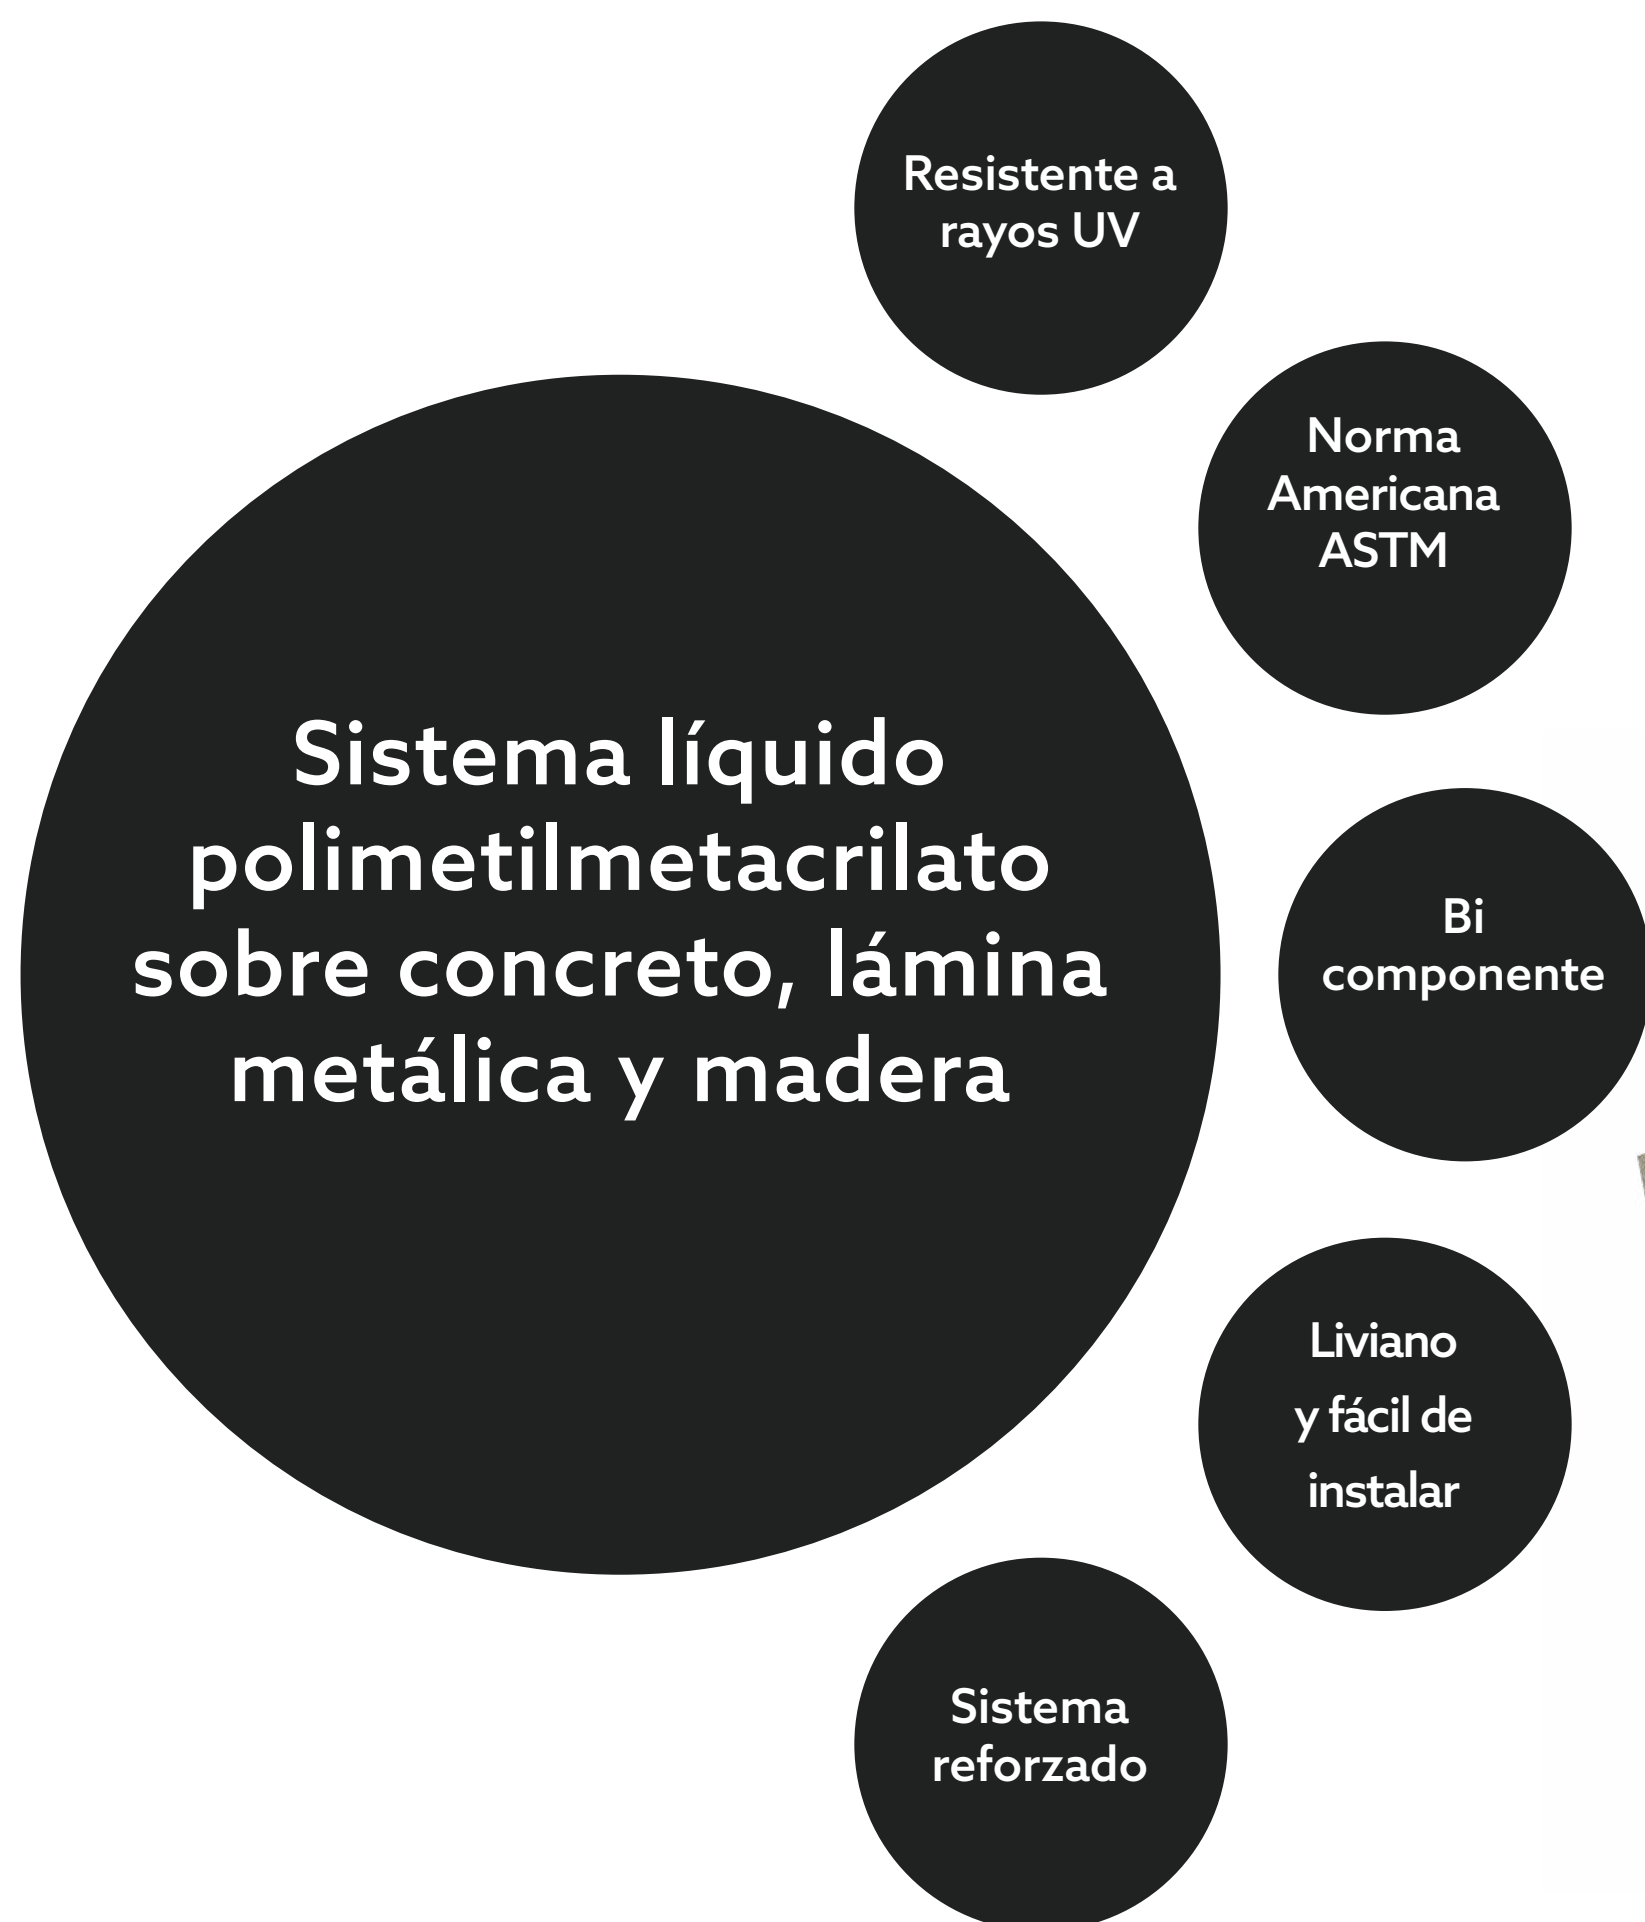 Resistente a
rayos UV
Norma
Americana
ASTM
Sistema líquido
polimetilmetacrilato
sobre concreto, lámina
metálica y madera
Bi
componente
Liviano
y fácil de
instalar
Sistema
reforzado